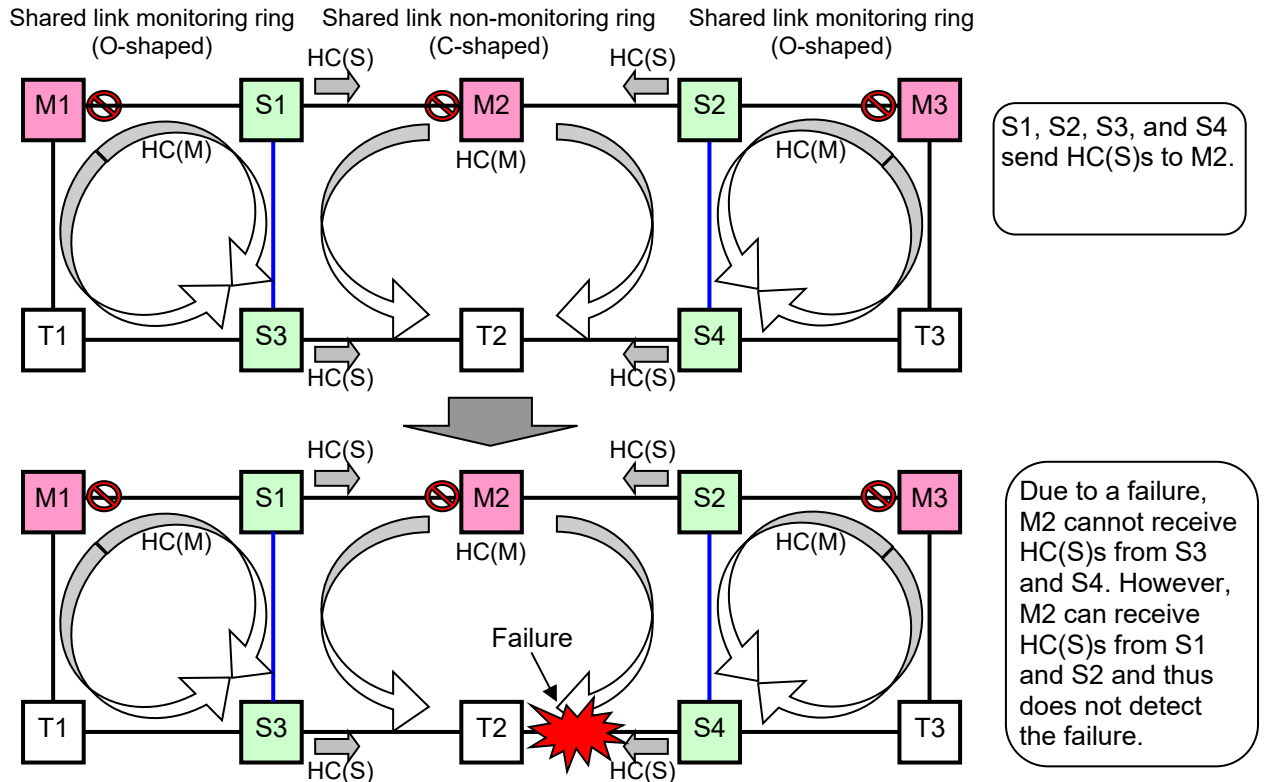 Shared link monitoring ring
(O-shaped)
Shared link non-monitoring ring
(C-shaped)
Shared link monitoring ring
(O-shaped)
HC(S)
HC(S)
M1
S1
M2
S2
M3
HC(M)
HC(M)
HC(M)
T1
S3
T2
S4
T3
HC(S)
HC(S)
S1, S2, S3, and S4
send HC(S)s to M2.
HC(S)
HC(S)
M1
S1
M2
S2
M3
HC(M)
HC(M)
HC(M)
Failure
T1
S3
T2
S4
T3
HC(S)
HC(S)
Due to a failure,
M2 cannot receive
HC(S)s from S3
and S4. However,
M2 can receive
HC(S)s from S1
and S2 and thus
does not detect
the failure.